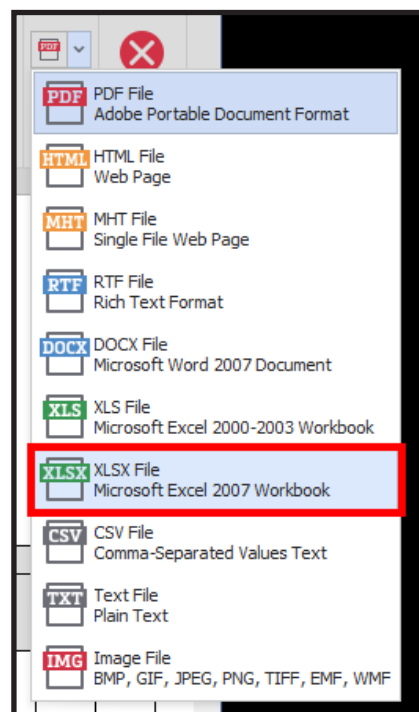 PDF
PDF
PDF File
Adobe Portable Document Format
HTML
HTML File
Web Page
MHT
MHT File
Single File Web Page
RTF
RTF File
Rich Text Format
DOCX
DOCX File
Microsoft Word 2007 Document
XLS
XLS File
Microsoft Excel 2000-2003 Workbook
XLSX
XLSX File
Microsoft Excel 2007 Workbook
CSV
CSV File
Comma-Separated Values Text
TXT
Text File
Plain Text
IMG
Image File
BMP, GIF, JPEG, PNG, TIFF, EMF, WMF